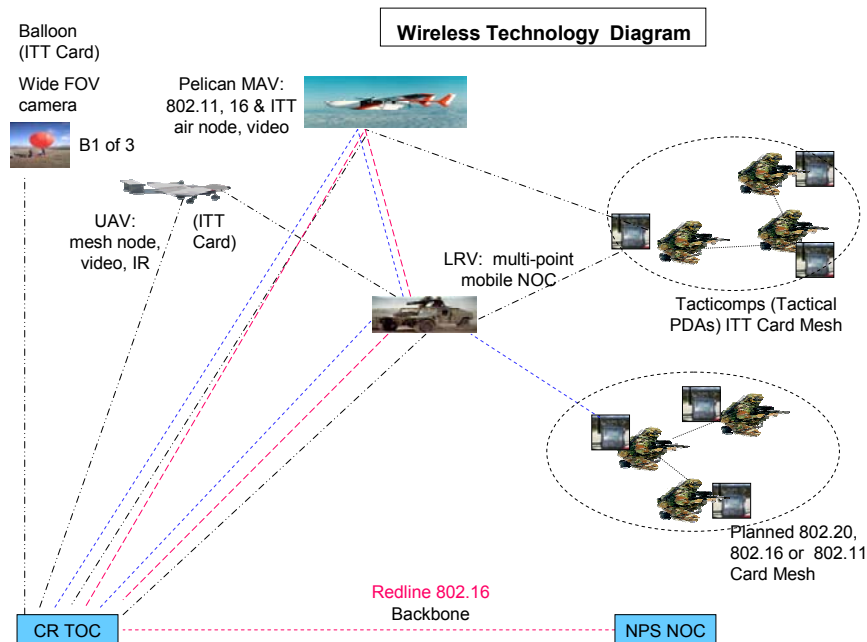 Balloon
(ITT Card)
Wide FOV
camera
B1 of 3
Wireless Technology Diagram
Pelican MAV:
802.11, 16 & ITT
air node, video
UAV:
mesh node,
video, IR
(ITT
Card)
LRV: multi-point
mobile NOC
Tacticomps (Tactical
PDAs) ITT Card Mesh
Planned 802.20,
802.16 or 802.11
Card Mesh
Redline 802.16
Backbone
CR TOC
NPS NOC